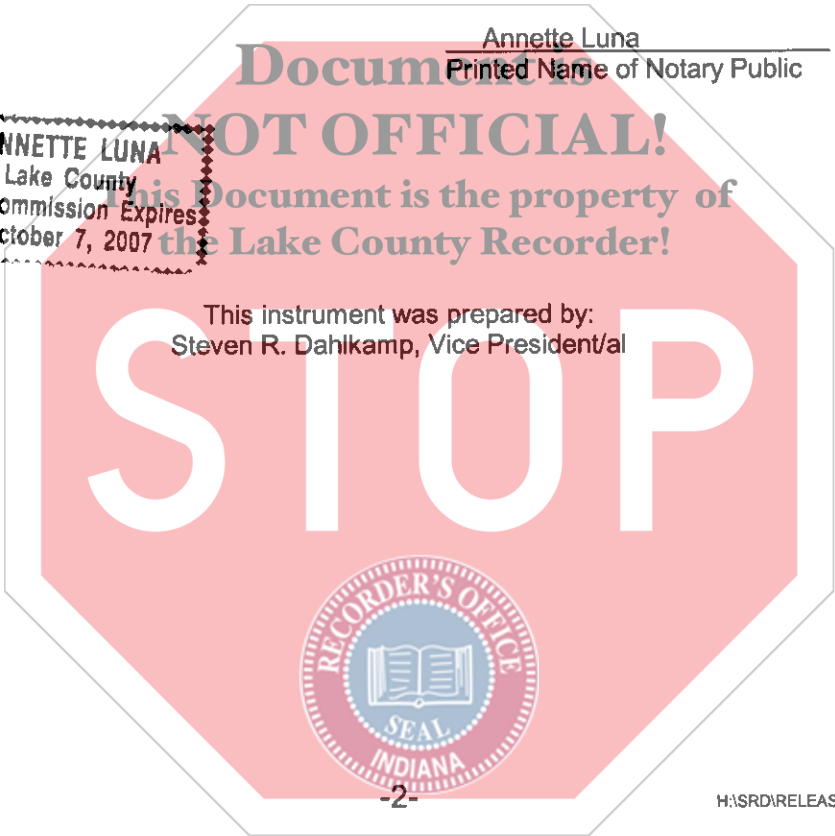 Annette Luna
Printed Name of Notary Public
Document is
NOT OFFICIAL!
This Document is the property of
the Lake County Recorder!
NNETTE LUNA
Lake County
ommission Expires
ctober 7, 2007
This instrument was prepared by:
Steven R. Dahlkamp, Vice President/al
STOP
RECORDER'S OFFICE
SEAL
INDIANA
-2-
H:\SRD\RELEAS